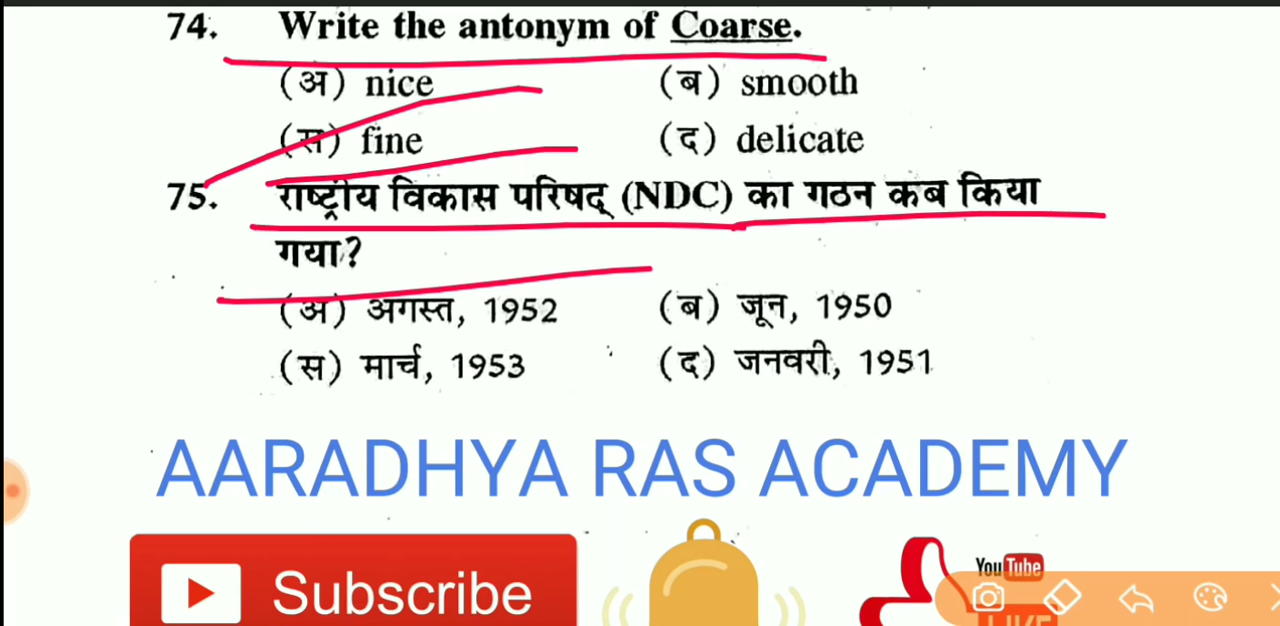 74. Write the antonym of Coarse.
(अ) nice (ब) smooth
(स) fine (द) delicate
75. राष्ट्रीय विकास परिषद् (NDC) का गठन कब किया
गया?
(अ) अगस्त, 1952 (ब) जून, 1950
(स) मार्च, 1953 (द) जनवरी, 1951
AARADHYA RAS ACADEMY
Subscribe
YouTube
LIKE